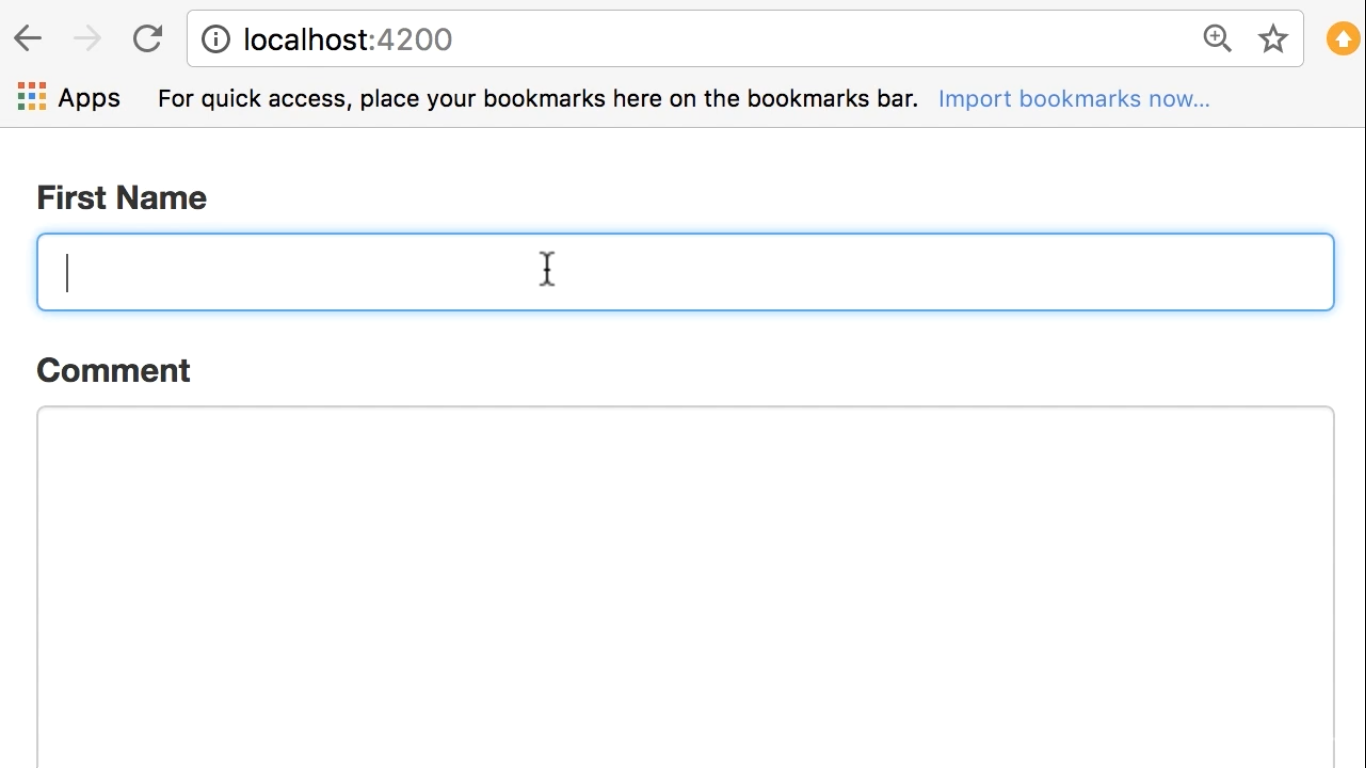 localhost:4200
Apps For quick access, place your bookmarks here on the bookmarks bar. Import bookmarks now...
First Name
Comment